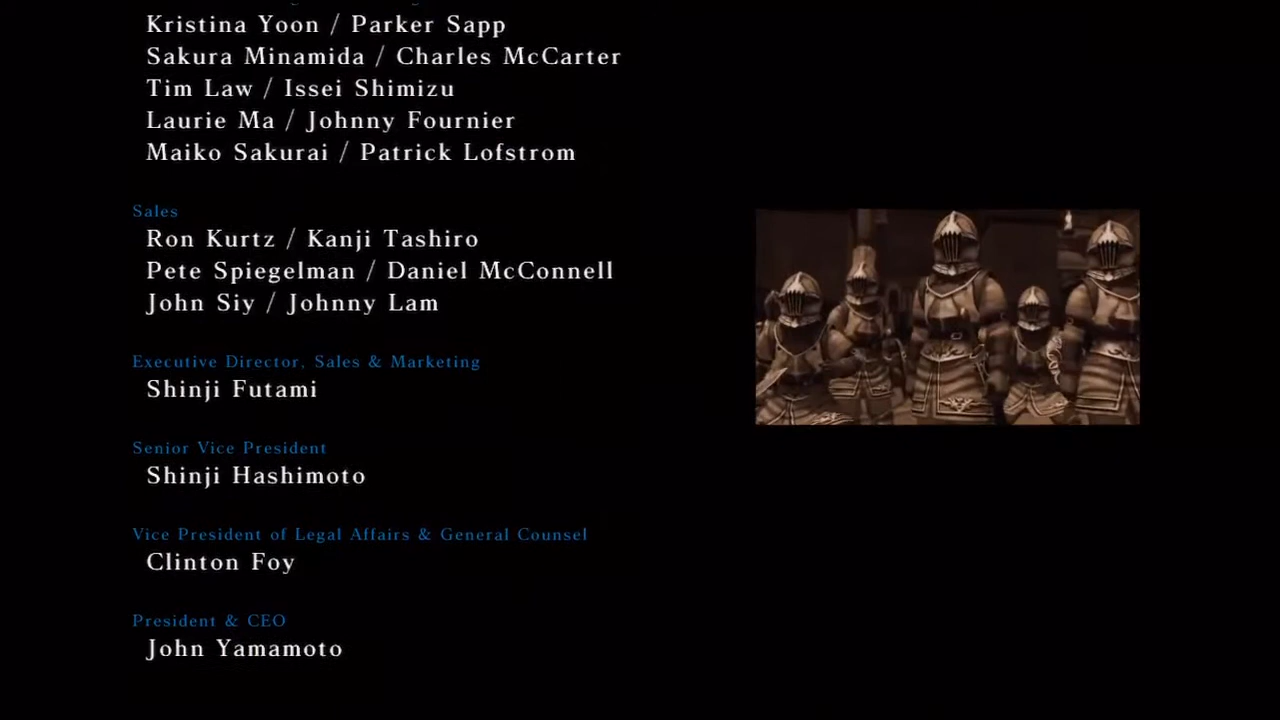 Kristina Yoon / Parker Sapp
Sakura Minamida / Charles McCarter
Tim Law / Issei Shimizu
Laurie Ma / Johnny Fournier
Maiko Sakurai / Patrick Lofstrom
Sales
Ron Kurtz / Kanji Tashiro
Pete Spiegelman / Daniel McConnell
John Siy / Johnny Lam
Executive Director, Sales & Marketing
Shinji Futami
Senior Vice President
Shinji Hashimoto
Vice President of Legal Affairs & General Counsel
Clinton Foy
President & CEO
John Yamamoto